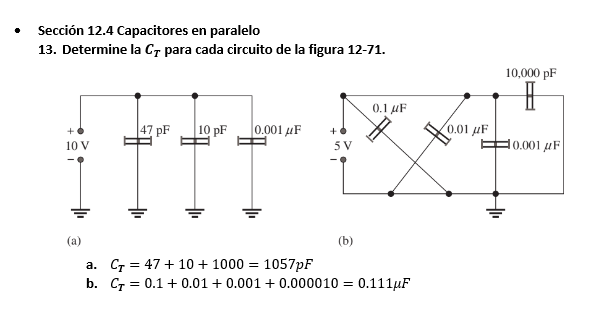 • Sección 12.4 Capacitores en paralelo
13. Determine la C_T para cada circuito de la figura 12-71.
10,000 pF
0.1 μF
+
10 V
−
47 pF
10 pF
0.001 μF
+
5 V
−
0.01 μF
0.001 μF
(a)
(b)
a. C_T = 47 + 10 + 1000 = 1057pF
b. C_T = 0.1 + 0.01 + 0.001 + 0.000010 = 0.111μF